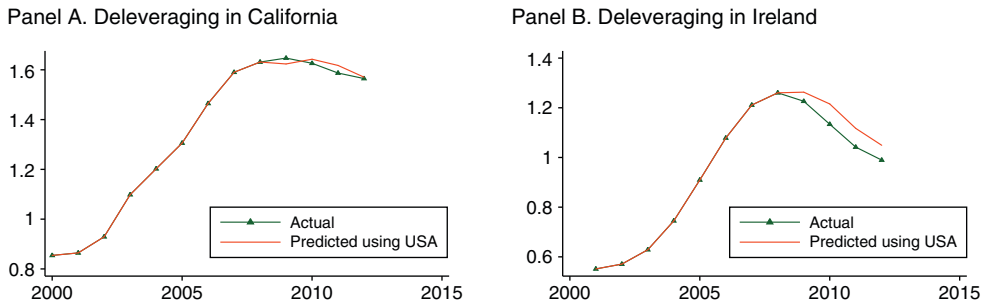 Panel A. Deleveraging in California
1.6
1.4
1.2
1
0.8
Actual
Predicted using USA
2000 2005 2010 2015
Panel B. Deleveraging in Ireland
1.4
1.2
1
0.8
0.6
Actual
Predicted using USA
2000 2005 2010 2015